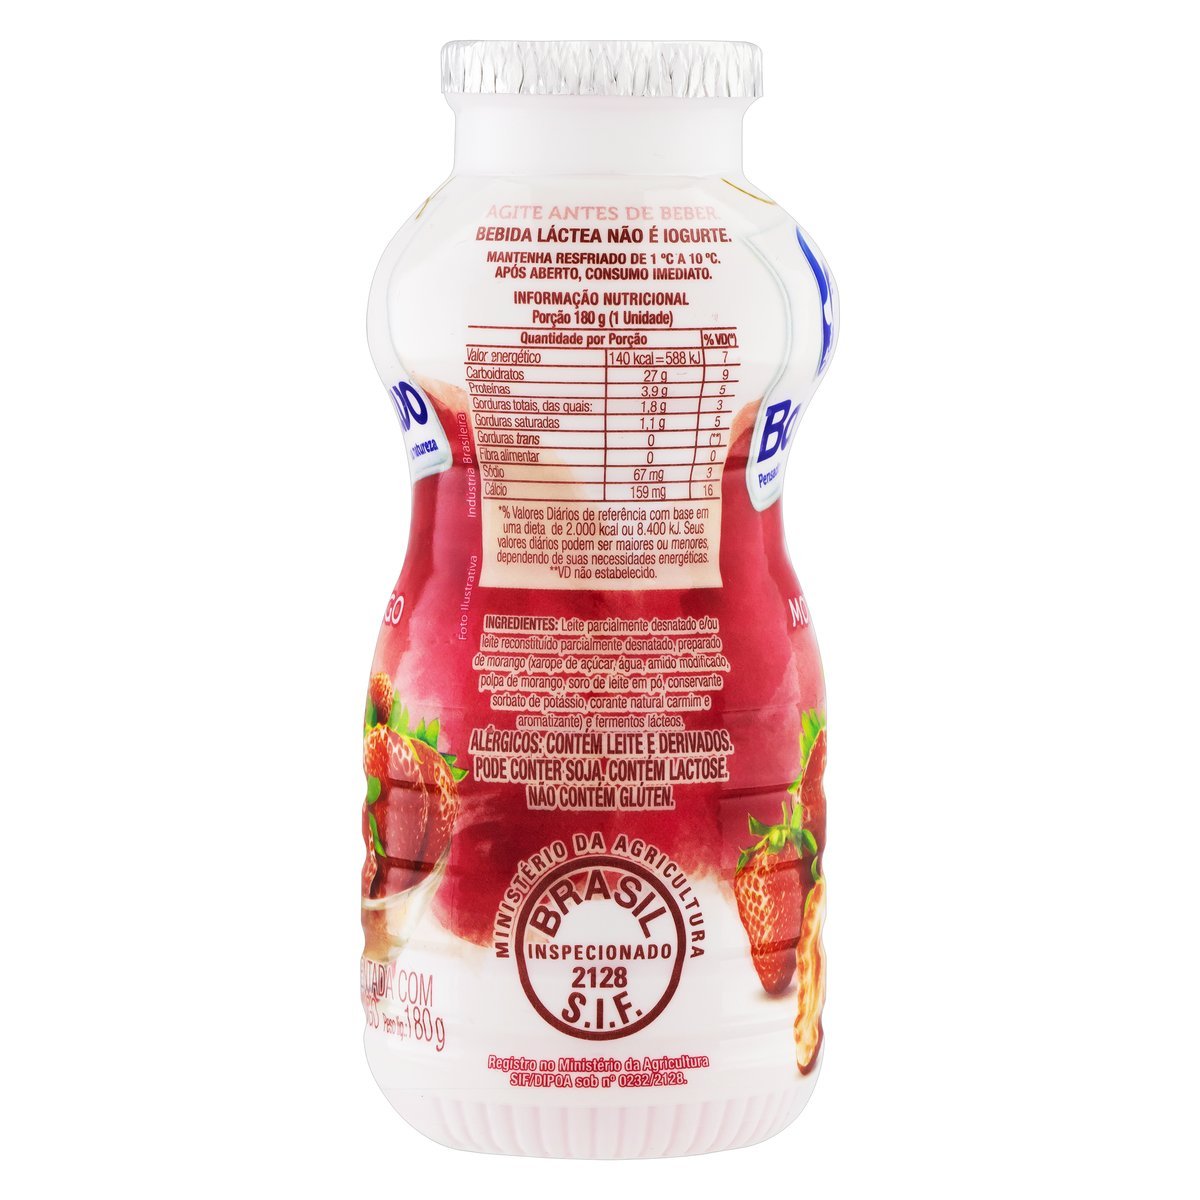 AGITE ANTES DE BEBER.
BEBIDA LÁCTEA NÃO É IOGURTE.
MANTENHA RESFRIADO DE 1 ºC A 10 ºC.
APÓS ABERTO, CONSUMO IMEDIATO.
INFORMAÇÃO NUTRICIONAL
Porção 180 g (1 Unidade)
Quantidade por Porção %VD(*)
Valor energético 140 kcal=588 kJ 7
Carboidratos 27 g 9
Proteínas 3,9 g 5
Gorduras totais, das quais: 1,8 g 3
Gorduras saturadas 1,1 g 5
Gorduras trans 0 (**)
Fibra alimentar 0 0
Sódio 67 mg 3
Cálcio 159 mg 16
*% Valores Diários de referência com base em
uma dieta de 2.000 kcal ou 8.400 kJ. Seus
valores diários podem ser maiores ou menores,
dependendo de suas necessidades energéticas.
**VD não estabelecido.
Indústria Brasileira
Foto Ilustrativa
INGREDIENTES: Leite parcialmente desnatado e/ou
leite reconstituído parcialmente desnatado, preparado
de morango (xarope de açúcar, água, amido modificado,
polpa de morango, soro de leite em pó, conservante
sorbato de potássio, corante natural carmim e
aromatizante) e fermentos lácteos.
ALÉRGICOS: CONTÉM LEITE E DERIVADOS.
PODE CONTER SOJA. CONTÉM LACTOSE.
NÃO CONTÉM GLÚTEN.
MINISTÉRIO DA AGRICULTURA
BRASIL
INSPECIONADO
2128
S.I.F.
Registro no Ministério da Agricultura
SIF/DIPOA sob nº 0232/2128.
COM
180g